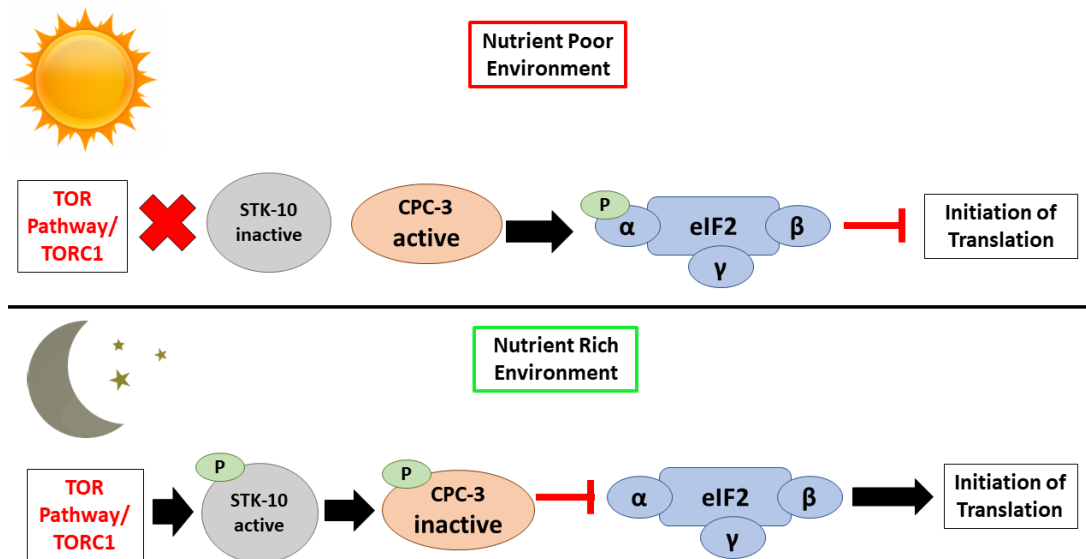 Nutrient Poor
Environment
TOR
Pathway/
TORC1
STK-10
inactive
CPC-3
active
P
α
eIF2
β
γ
Initiation of
Translation
Nutrient Rich
Environment
TOR
Pathway/
TORC1
P
STK-10
active
P
CPC-3
inactive
α
eIF2
β
γ
Initiation of
Translation